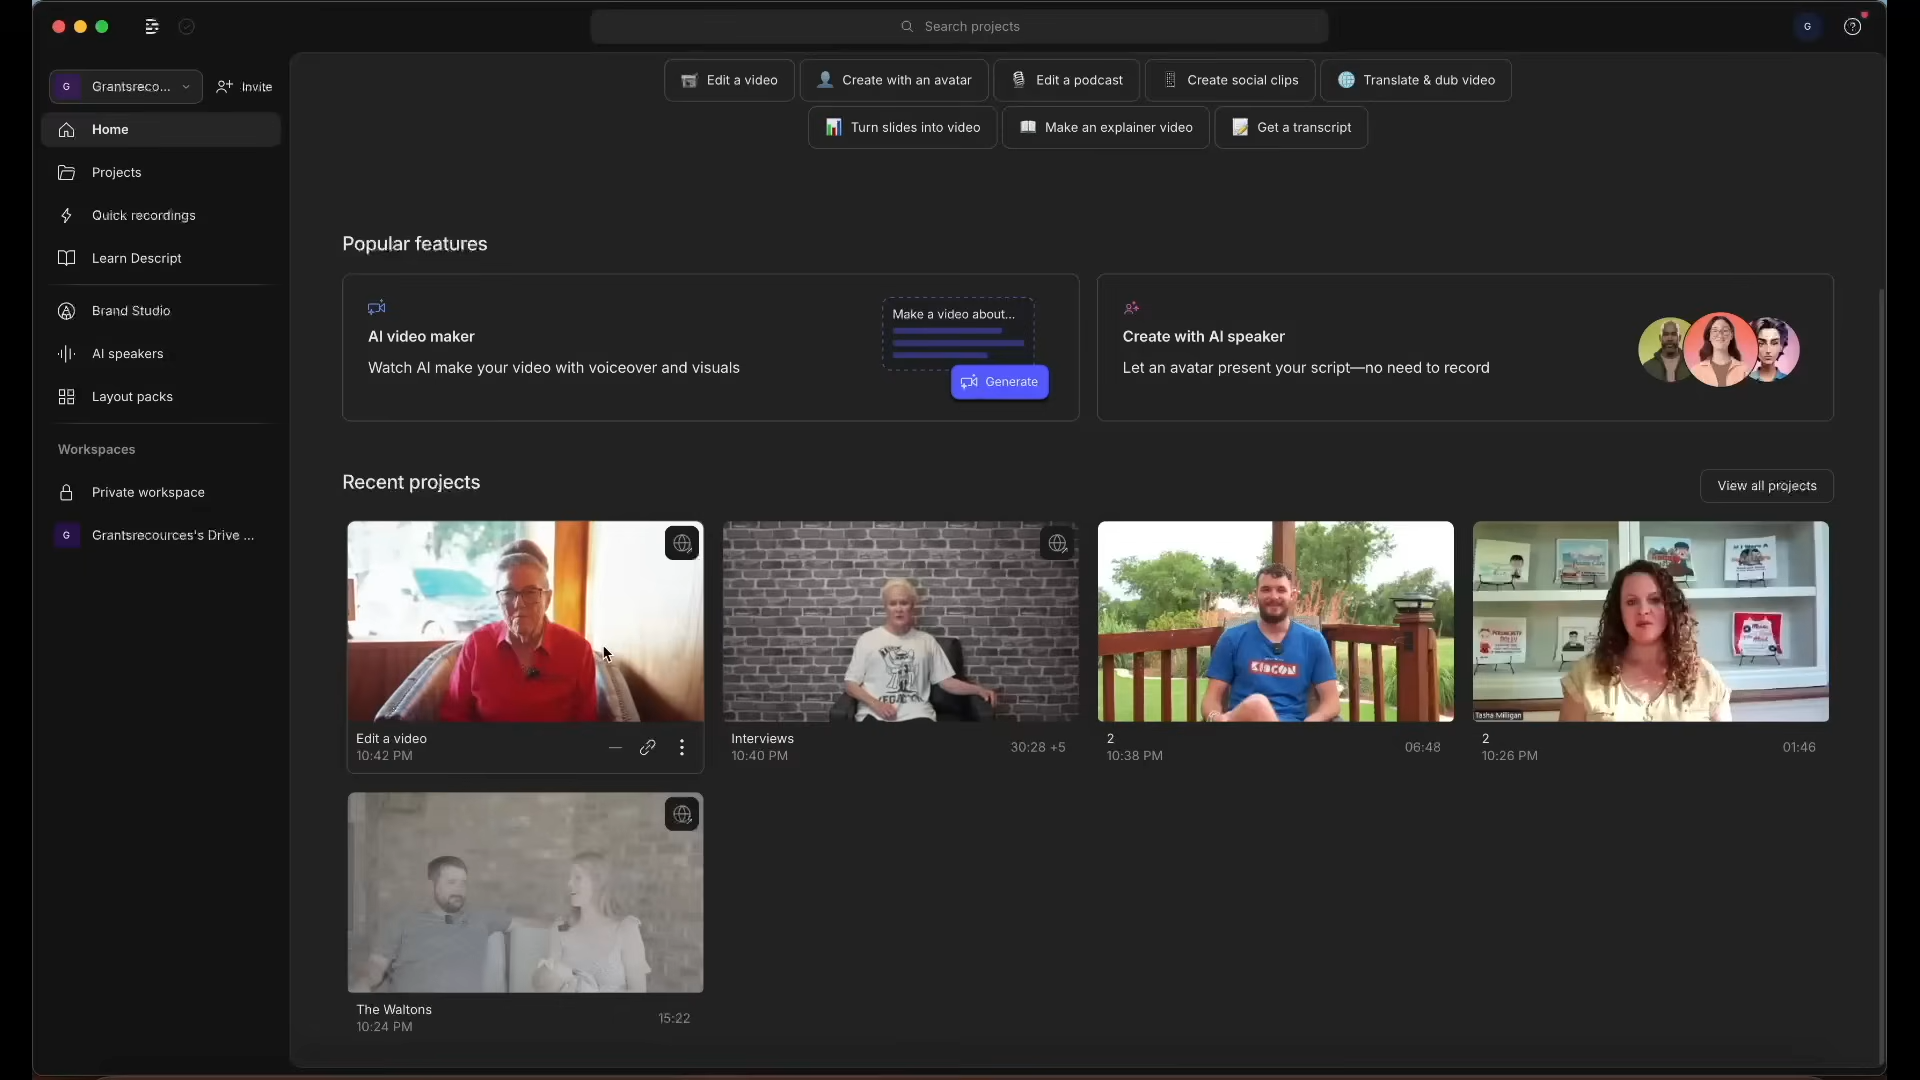 Search projects
G
G
Grantsreco...
Invite
Edit a video
Create with an avatar
Edit a podcast
Create social clips
Translate & dub video
Turn slides into video
Make an explainer video
Get a transcript
Home
Projects
Quick recordings
Learn Descript
Brand Studio
AI speakers
Layout packs
Workspaces
Private workspace
G
Grantsrecources's Drive ...
Popular features
AI video maker
Watch AI make your video with voiceover and visuals
Make a video about...
Generate
Create with AI speaker
Let an avatar present your script—no need to record
Recent projects
View all projects
KIDCON
Tasha Milligan
Edit a video
10:42 PM
Interviews
10:40 PM
30:28 +5
2
10:38 PM
06:48
2
10:26 PM
01:46
The Waltons
10:24 PM
15:22